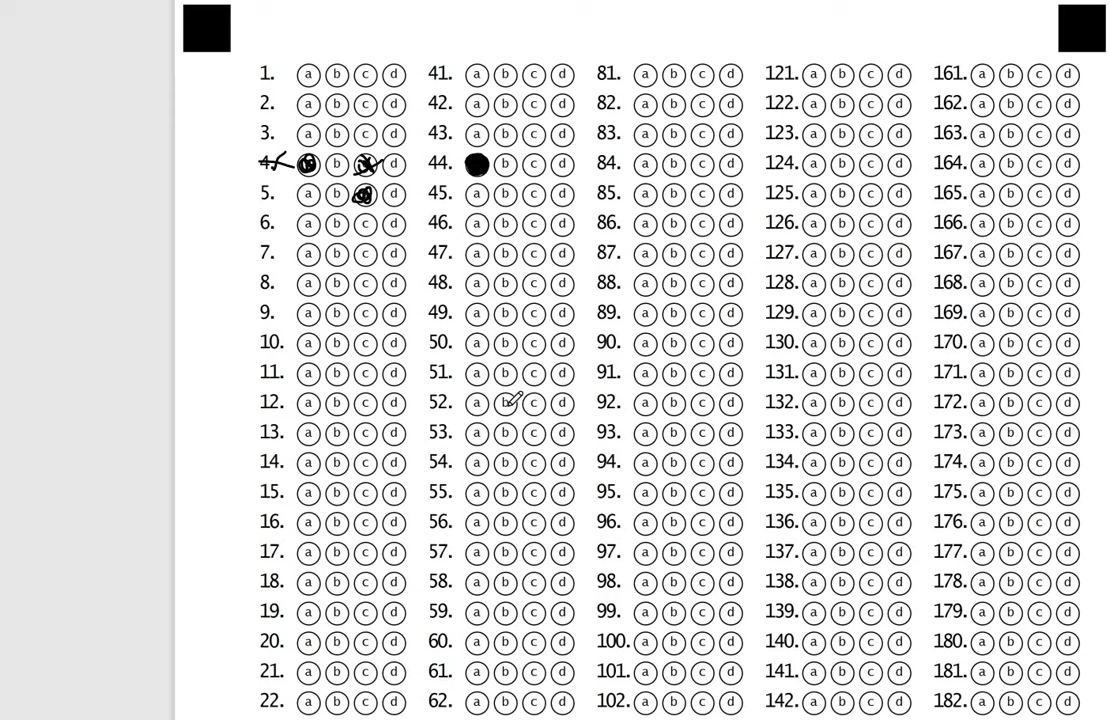 1. a b c d 41. a b c d 81. a b c d 121. a b c d 161. a b c d
2. a b c d 42. a b c d 82. a b c d 122. a b c d 162. a b c d
3. a b c d 43. a b c d 83. a b c d 123. a b c d 163. a b c d
4. b d 44. b c d 84. a b c d 124. a b c d 164. a b c d
5. a b d 45. a b c d 85. a b c d 125. a b c d 165. a b c d
6. a b c d 46. a b c d 86. a b c d 126. a b c d 166. a b c d
7. a b c d 47. a b c d 87. a b c d 127. a b c d 167. a b c d
8. a b c d 48. a b c d 88. a b c d 128. a b c d 168. a b c d
9. a b c d 49. a b c d 89. a b c d 129. a b c d 169. a b c d
10. a b c d 50. a b c d 90. a b c d 130. a b c d 170. a b c d
11. a b c d 51. a b c d 91. a b c d 131. a b c d 171. a b c d
12. a b c d 52. a b c d 92. a b c d 132. a b c d 172. a b c d
13. a b c d 53. a b c d 93. a b c d 133. a b c d 173. a b c d
14. a b c d 54. a b c d 94. a b c d 134. a b c d 174. a b c d
15. a b c d 55. a b c d 95. a b c d 135. a b c d 175. a b c d
16. a b c d 56. a b c d 96. a b c d 136. a b c d 176. a b c d
17. a b c d 57. a b c d 97. a b c d 137. a b c d 177. a b c d
18. a b c d 58. a b c d 98. a b c d 138. a b c d 178. a b c d
19. a b c d 59. a b c d 99. a b c d 139. a b c d 179. a b c d
20. a b c d 60. a b c d 100. a b c d 140. a b c d 180. a b c d
21. a b c d 61. a b c d 101. a b c d 141. a b c d 181. a b c d
22. a b c d 62. a b c d 102. a b c d 142. a b c d 182. a b c d